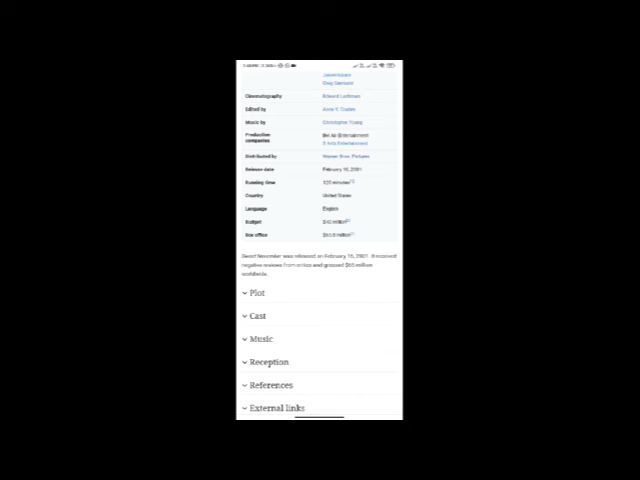 Greg Germann
Cinematography Edward Lachman
Edited by Anne V. Coates
Music by Christopher Young
Production companies Bel Air Entertainment
3 Arts Entertainment
Distributed by Warner Bros. Pictures
Release date February 16, 2001
Running time 120 minutes
Country United States
Language English
Budget $40 million
Box office $65.8 million
Sweet November was released on February 16, 2001. It received
negative reviews from critics and grossed $65 million
worldwide.
Plot
Cast
Music
Reception
References
External links